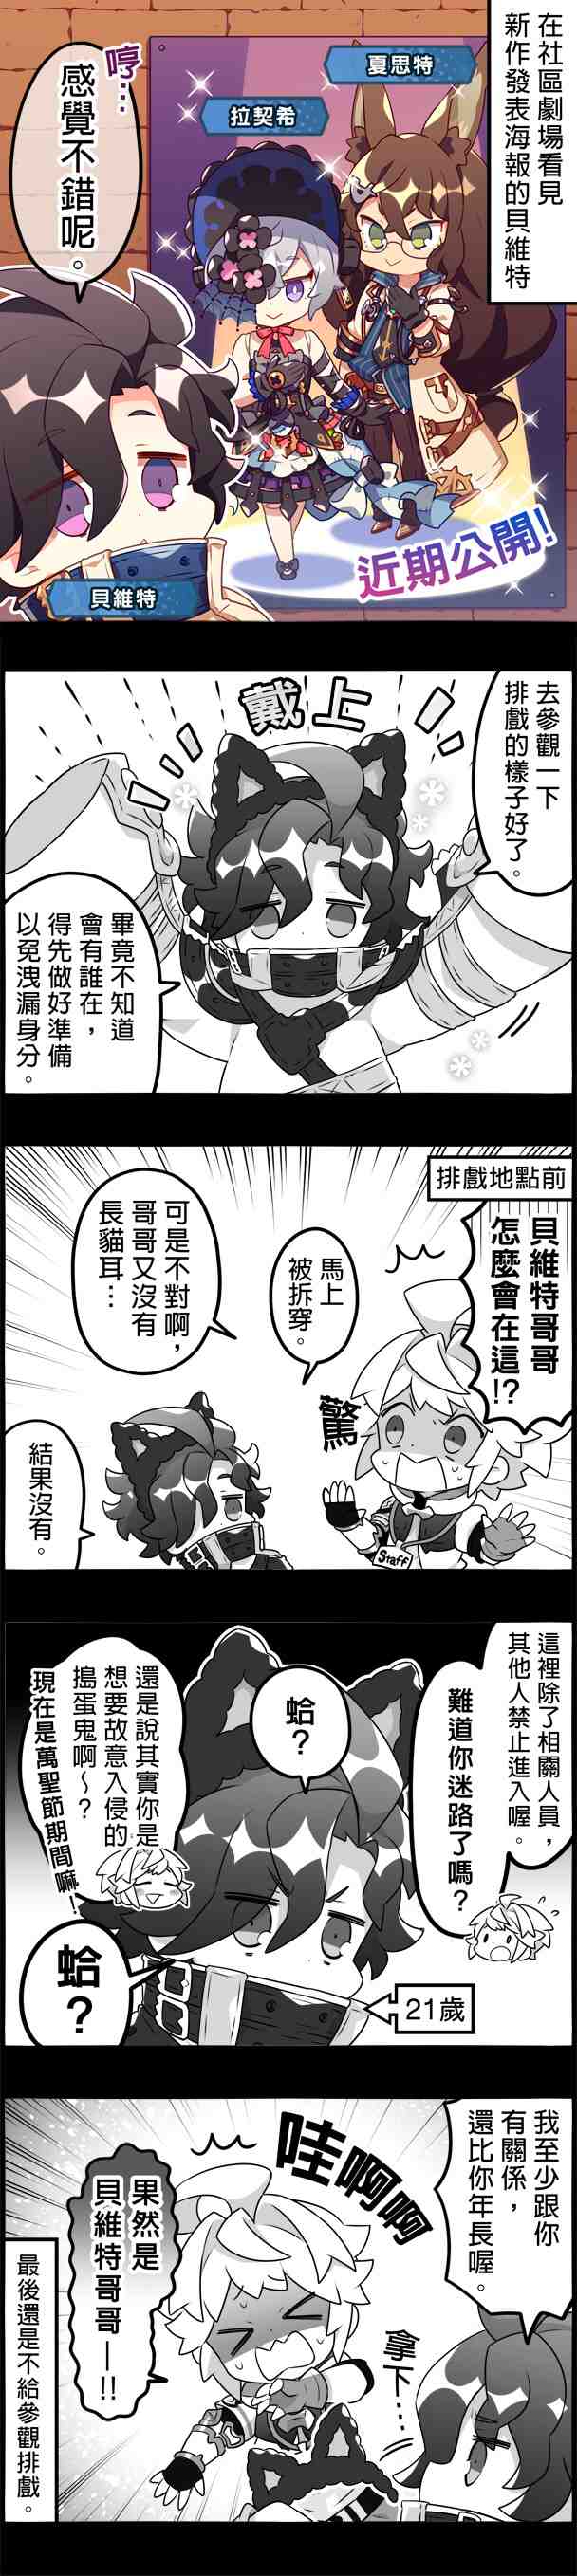 在社區劇場看見
新作發表海報的貝維特
夏思特
拉契希
哼…
感覺不錯呢。
近期公開!
貝維特
去參觀一下
排戲的樣子好了。
戴上
畢竟不知道
會有誰在，
得先做好準備
以免洩漏身分。
排戲地點前
貝維特哥哥
怎麼會在這!?
馬上
被拆穿。
驚
可是不對啊，
哥哥又沒有
長貓耳…
Staff
結果沒有。
這裡除了相關人員，
其他人禁止進入喔。
難道你迷路了嗎？
蛤？
還是說其實你是
想要故意入侵的
搗蛋鬼啊～？
現在是萬聖節期間嘛！
蛤？
21歲
我至少跟你
有關係，
還比你年長喔。
哇啊啊
拿下…
果然是
貝維特哥哥—!!
最後還是不給參觀排戲。